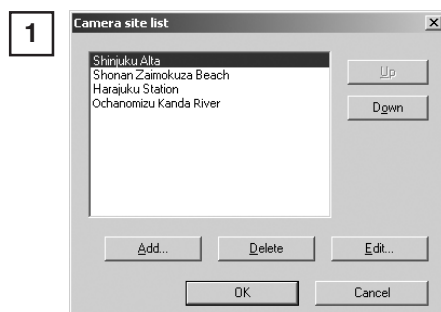 1
Camera site list
Shinjuku Alta
Shonan Zaimokuza Beach
Harajuku Station
Ochanomizu Kanda River
Up
Down
Add...
Delete
Edit...
OK
Cancel